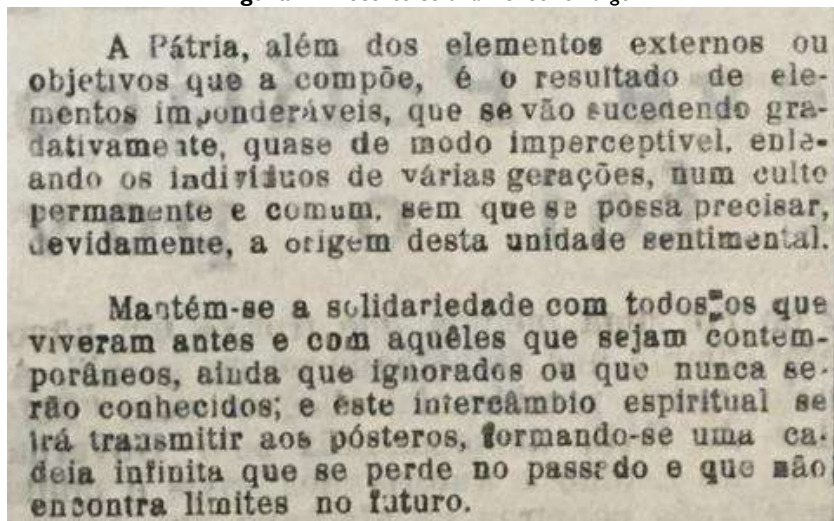 A Pátria, além dos elementos externos ou
objetivos que a compõe, é o resultado de ele-
mentos imponderáveis, que se vão sucedendo gra-
dativamente, quase de modo imperceptivel, enle-
ando os individuos de várias gerações, num culto
permanente e comum, sem que se possa precisar,
devidamente, a origem desta unidade sentimental.
Mantém-se a solidariedade com todos os que
viveram antes e com aquêles que sejam contem-
porâneos, ainda que ignorados ou que nunca se-
rão conhecidos; e êste intercâmbio espiritual se
irá transmitir aos pósteros, formando-se uma ca-
deia infinita que se perde no passado e que não
encontra limites no futuro.